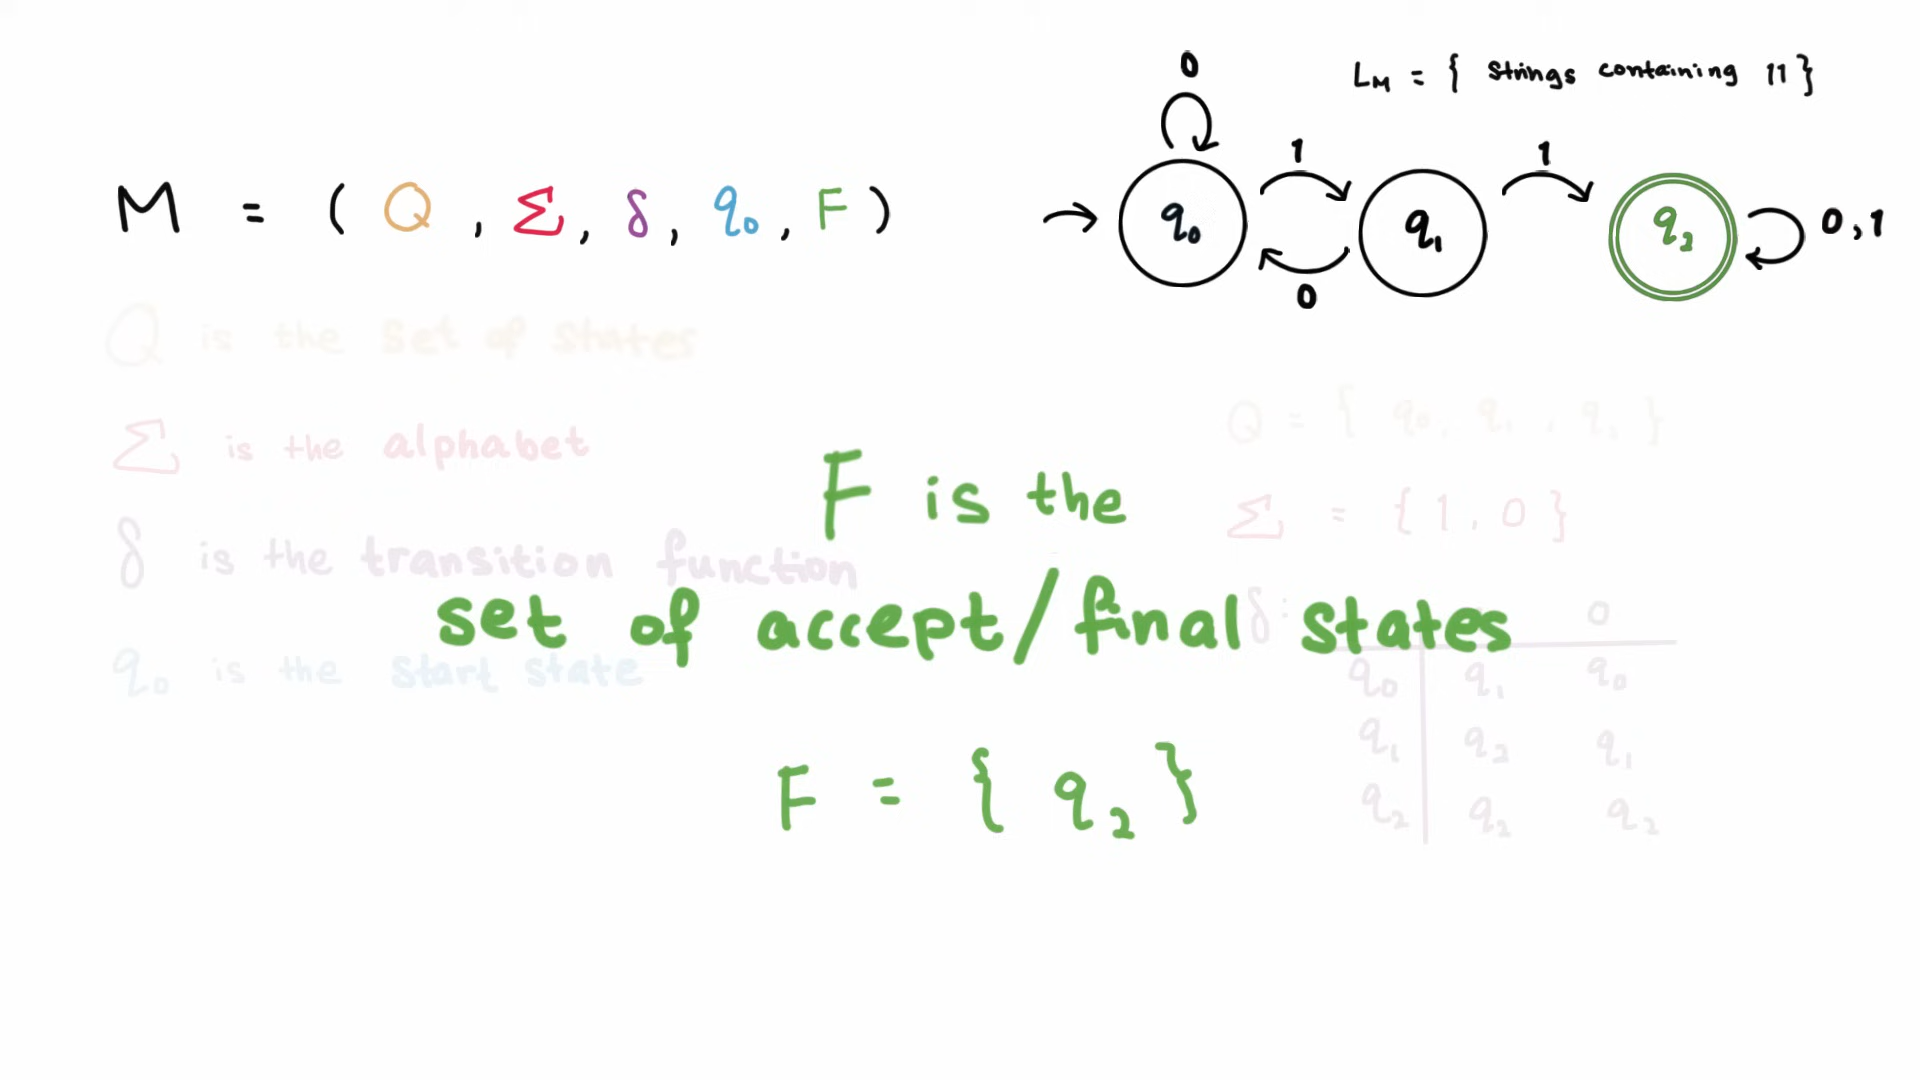 L_M = { Strings containing 11 }
M = ( Q , Σ , δ , q₀ , F )
0
1
1
q₀
q₁
q₂
0,1
0
Q is the set of states
Σ is the alphabet
δ is the transition function
q₀ is the start state
F is the
set of accept/final states
F = { q₂ }
Q = { q₀, q₁, q₂ }
Σ = { 1, 0 }
δ: 0
q₀ q₁ q₀
q₁ q₂ q₁
q₂ q₂ q₂